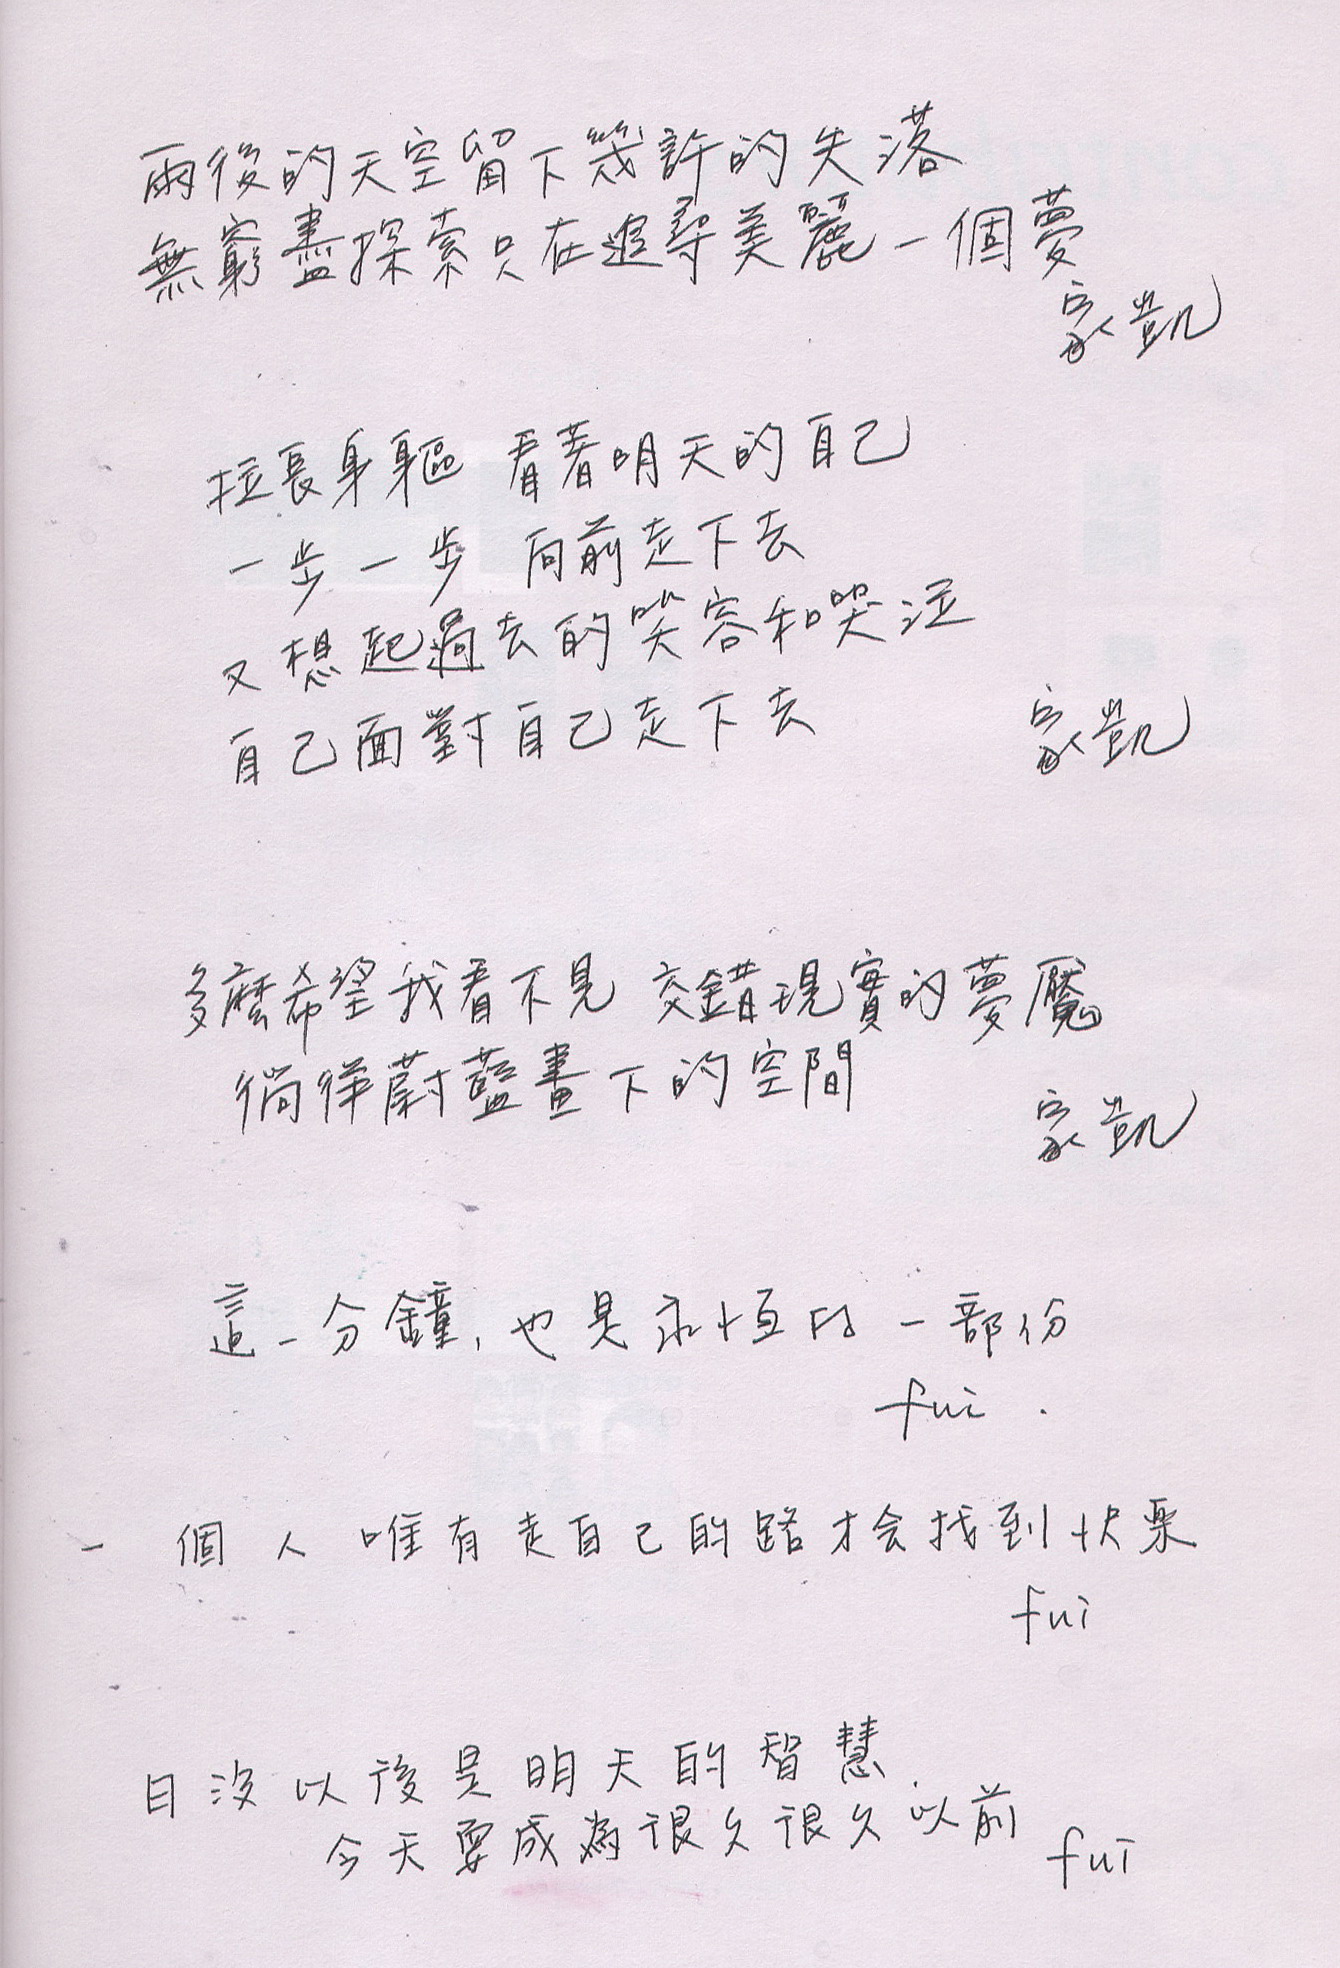 雨後的天空留下幾許的失落
無窮盡探索只在追尋美麗一個夢
家凱
拉長身軀 看著明天的自己
一步一步 向前走下去
又想起過去的笑容和哭泣
自己面對自己走下去
家凱
多麼希望我看不見 交錯現實的夢魘
徜徉蔚藍畫下的空間
家凱
這一分鐘,也是永恆的一部份
fui.
一個人唯有走自己的路才会找到快樂
fui
日沒以後是明天的智慧.
今天要成為很久很久以前
fui